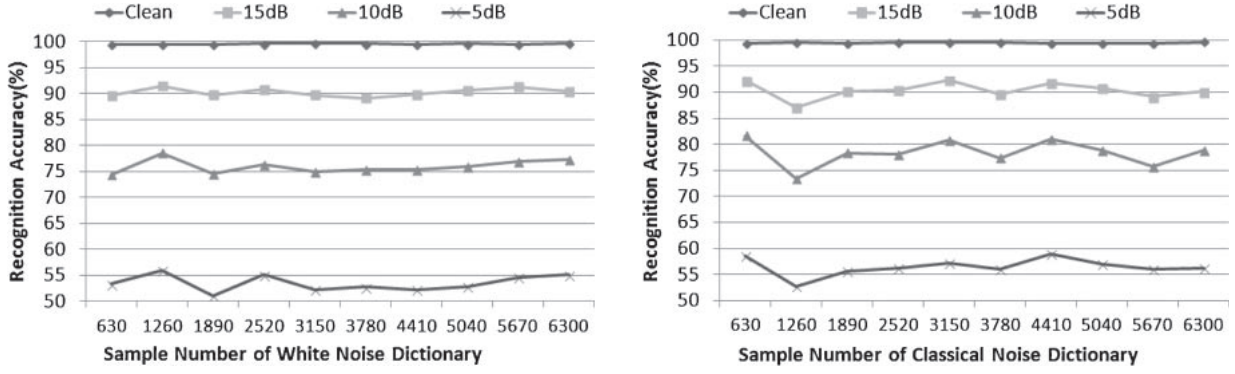 Clean 15dB 10dB 5dB
Recognition Accuracy(%)
100
95
90
85
80
75
70
65
60
55
50
630 1260 1890 2520 3150 3780 4410 5040 5670 6300
Sample Number of White Noise Dictionary
Clean 15dB 10dB 5dB
Recognition Accuracy(%)
100
95
90
85
80
75
70
65
60
55
50
630 1260 1890 2520 3150 3780 4410 5040 5670 6300
Sample Number of Classical Noise Dictionary